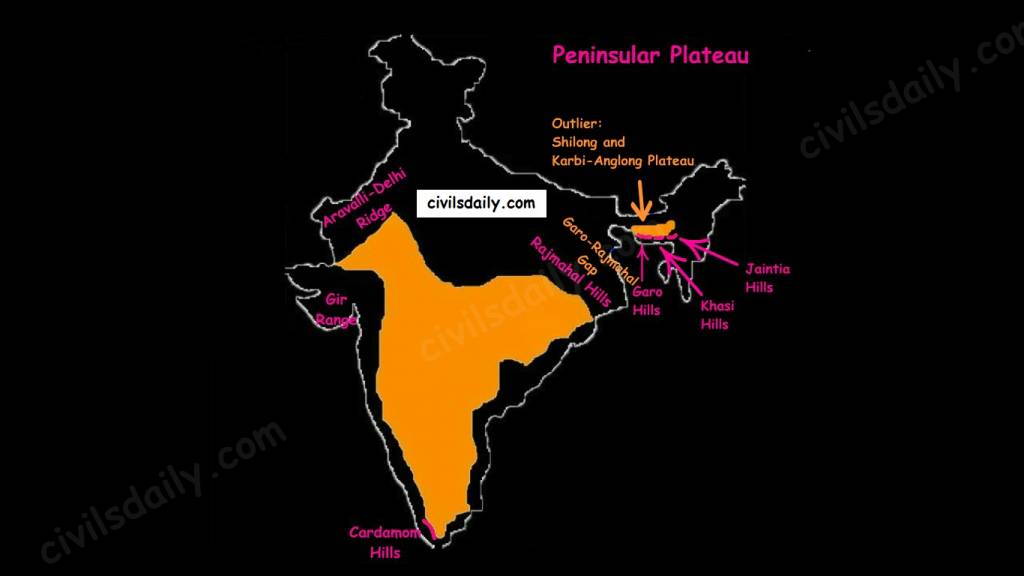 Peninsular Plateau
civilsdaily.com
Outlier:
Shilong and
Karbi-Anglong Plateau
Aravalli-Delhi
Ridge
civilsdaily.com
Garo-Rajmahal
Gap
Rajmahal Hills
Jaintia
Hills
Garo
Hills
Khasi
Hills
Gir
Range
civilsdaily.com
civilsdaily.com
Cardamom
Hills